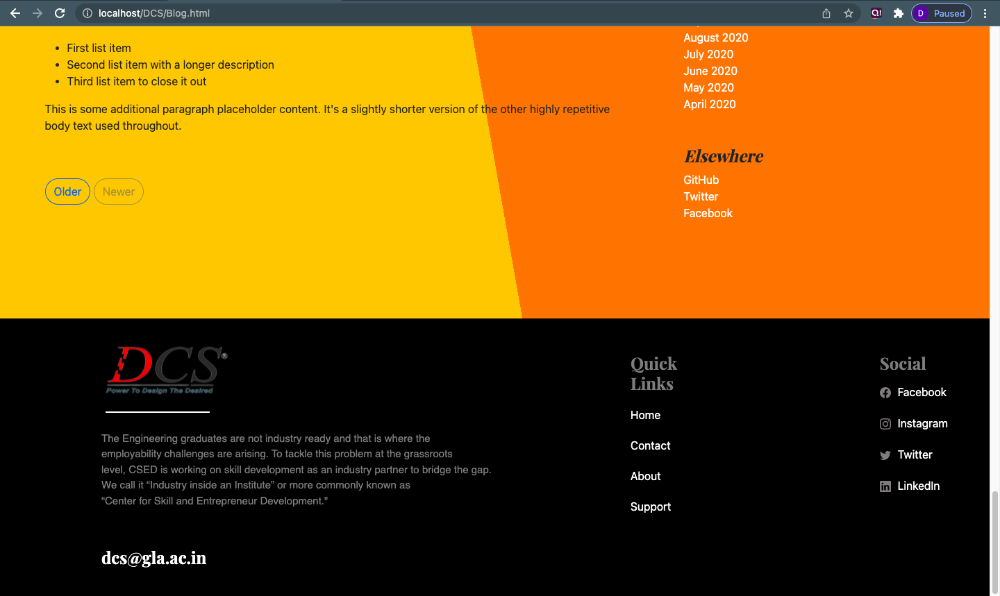 localhost/DCS/Blog.html
Q!
D
Paused
First list item
Second list item with a longer description
Third list item to close it out
This is some additional paragraph placeholder content. It's a slightly shorter version of the other highly repetitive
body text used throughout.
Older
Newer
August 2020
July 2020
June 2020
May 2020
April 2020
Elsewhere
GitHub
Twitter
Facebook
DCS®
Power To Design The Desired
The Engineering graduates are not industry ready and that is where the
employability challenges are arising. To tackle this problem at the grassroots
level, CSED is working on skill development as an industry partner to bridge the gap.
We call it “Industry inside an Institute” or more commonly known as
“Center for Skill and Entrepreneur Development."
dcs@gla.ac.in
Quick
Links
Home
Contact
About
Support
Social
Facebook
Instagram
Twitter
LinkedIn